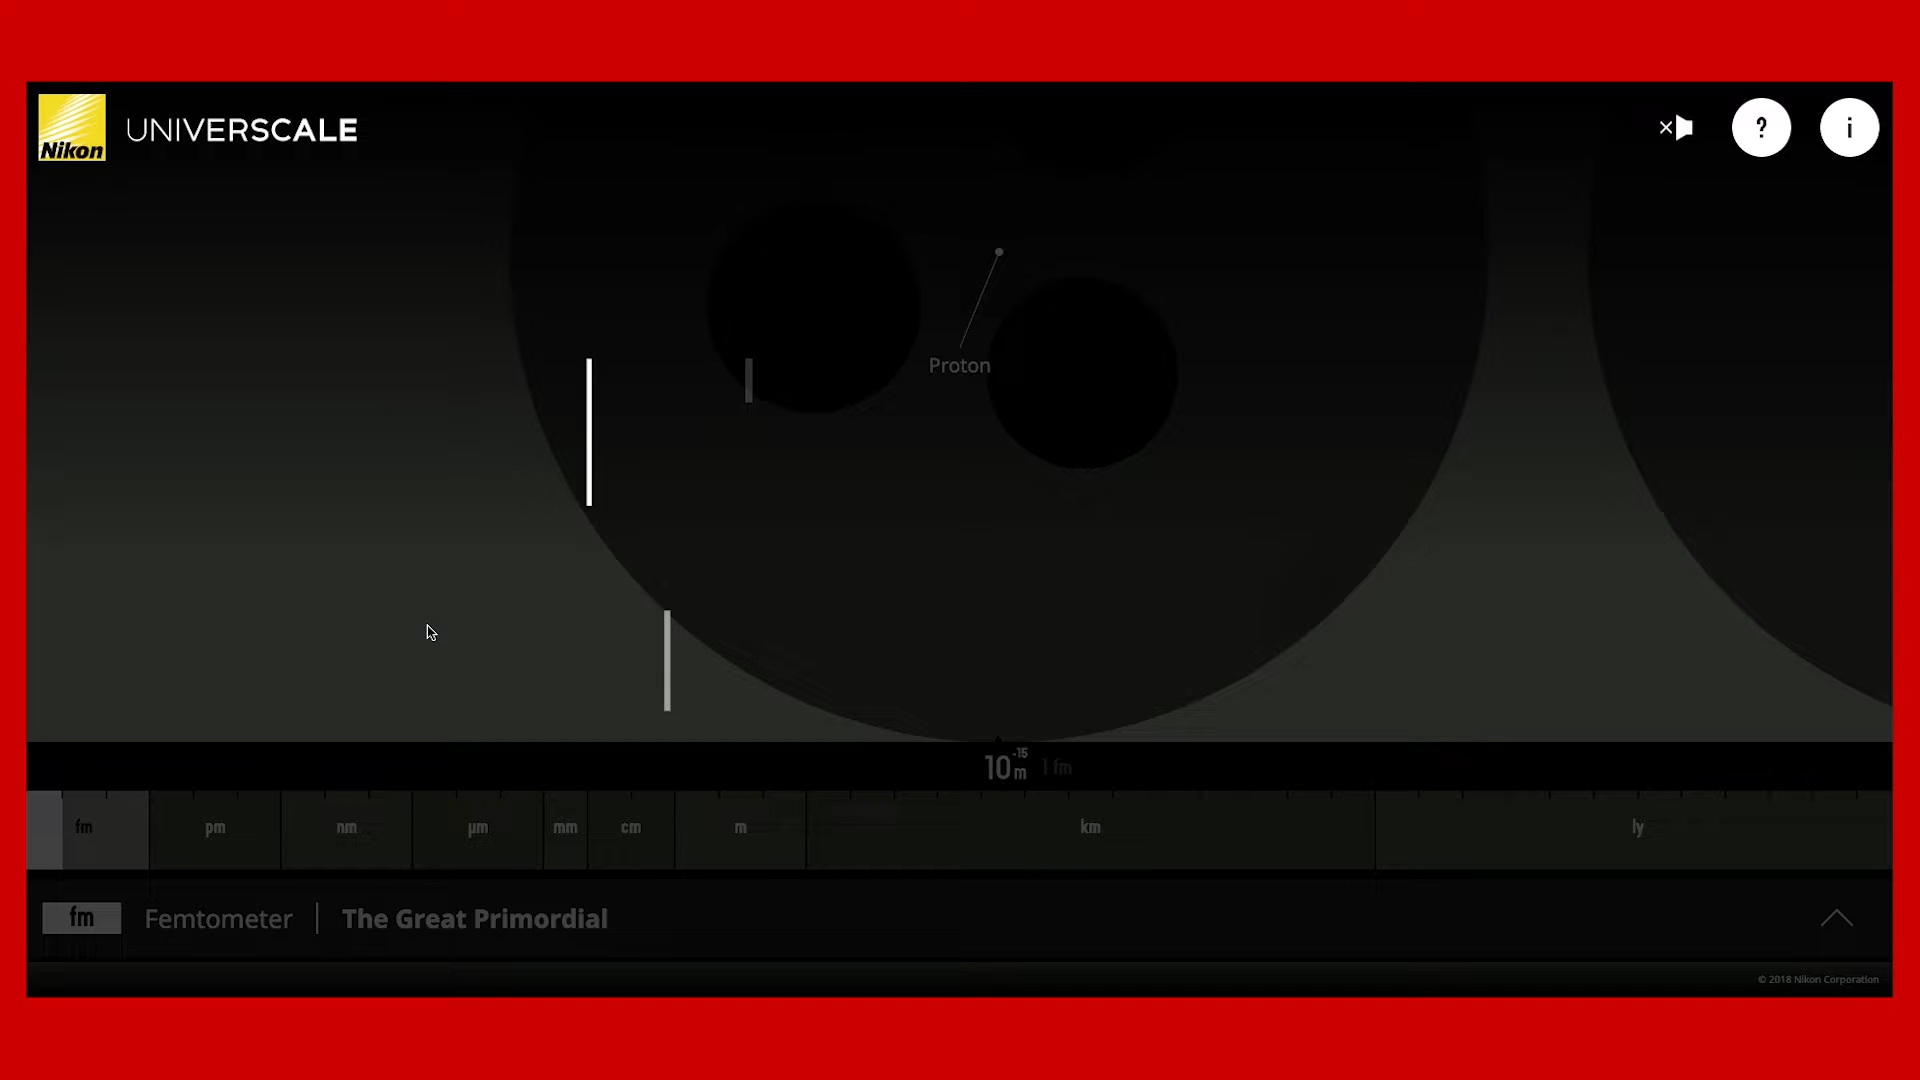 Nikon UNIVERSCALE
? i
Proton
10⁻¹⁵ m 1 fm
fm pm nm µm mm cm m km ly
fm Femtometer | The Great Primordial
© 2018 Nikon Corporation